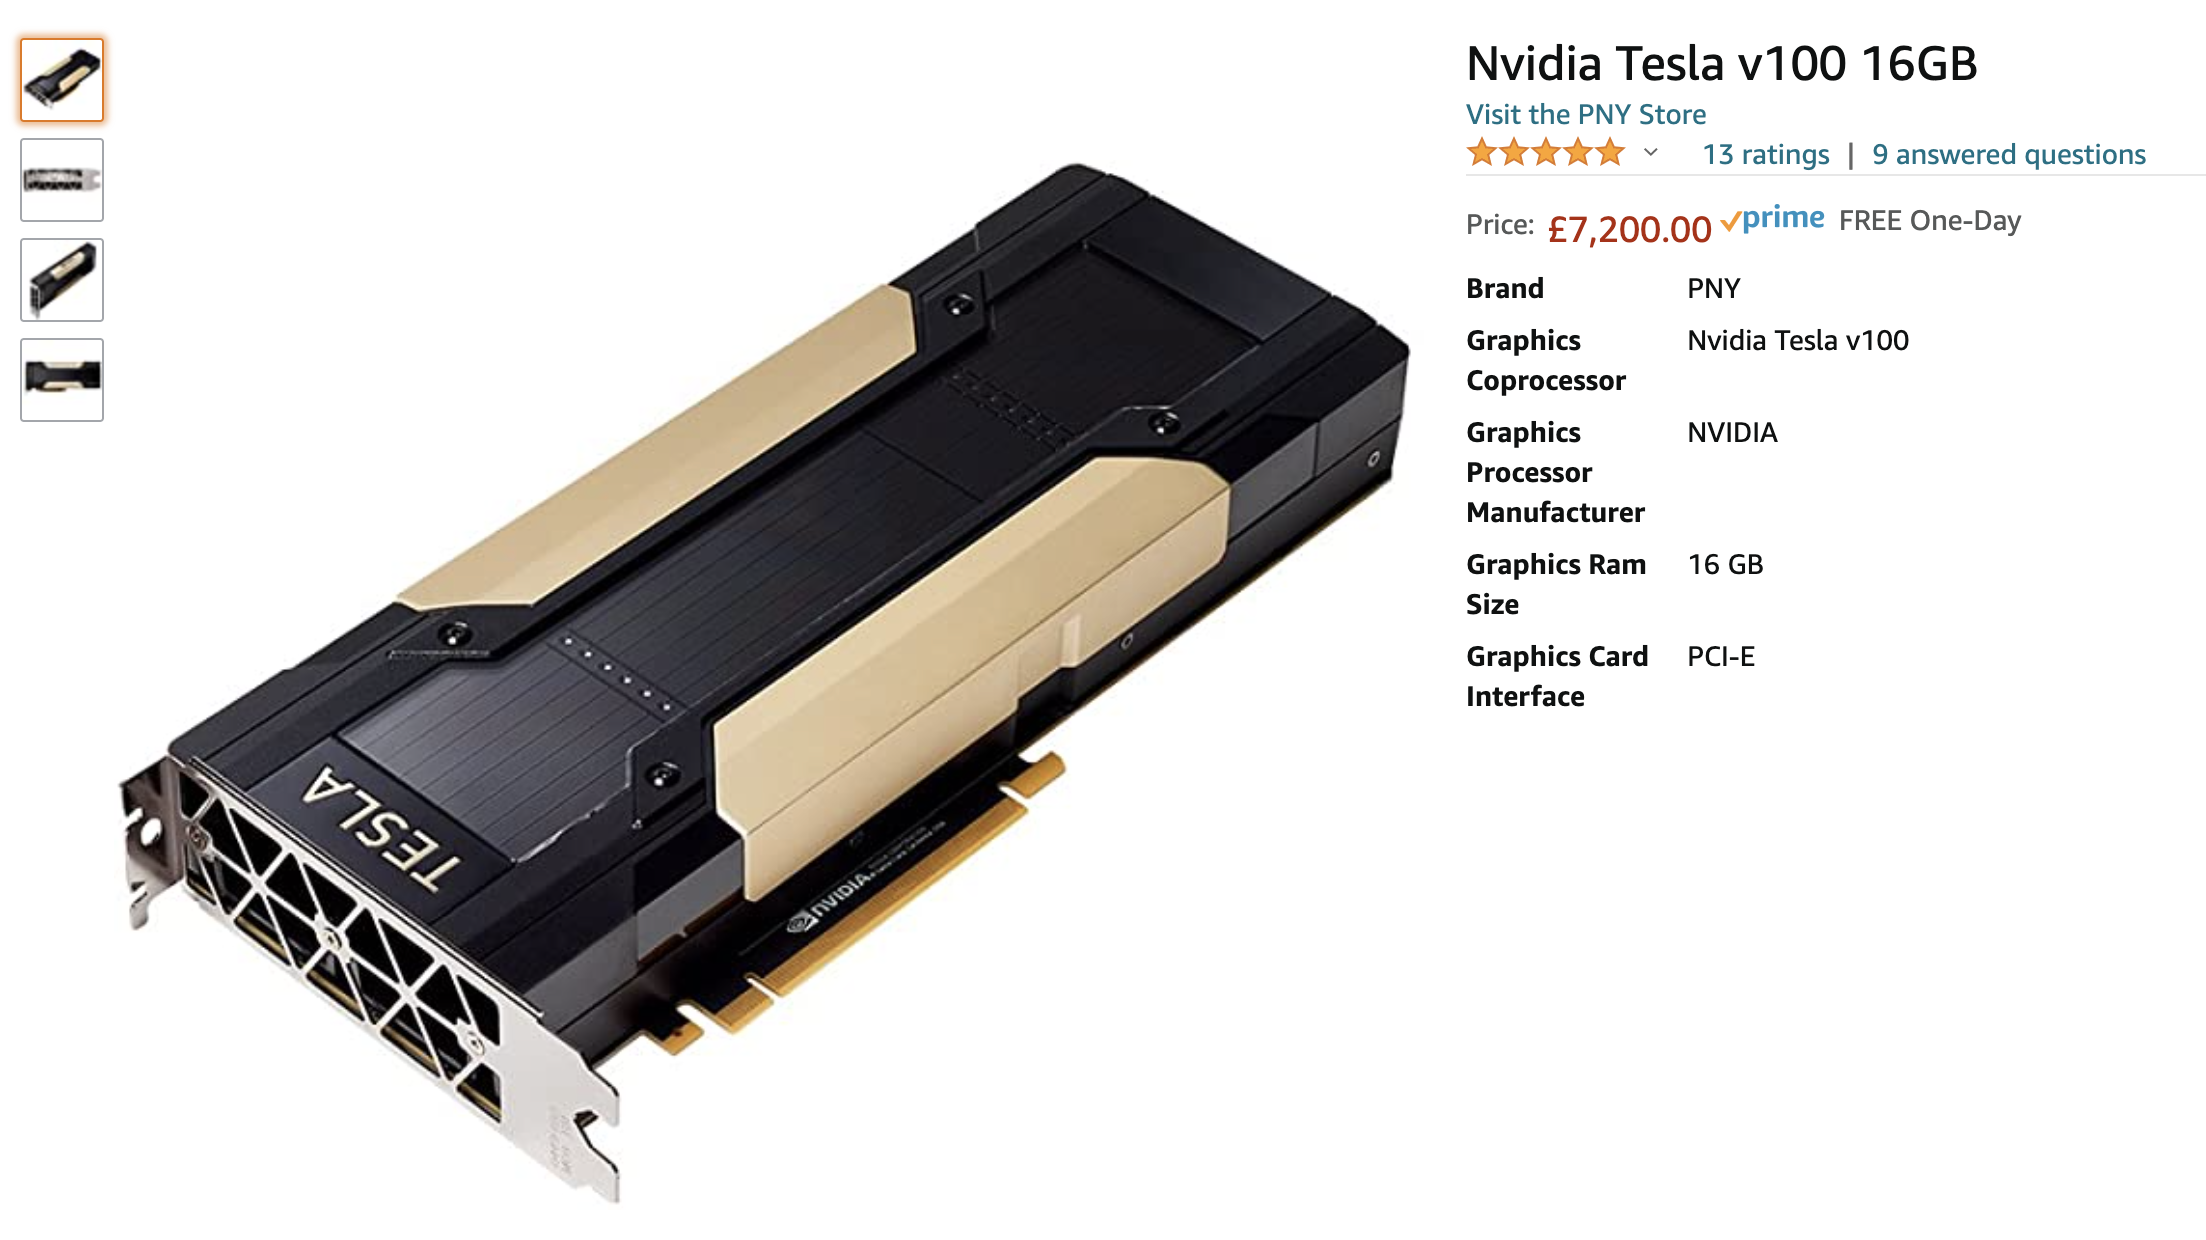 Nvidia Tesla v100 16GB
Visit the PNY Store
13 ratings | 9 answered questions
Price: £7,200.00 prime FREE One-Day
Brand PNY
Graphics Coprocessor Nvidia Tesla v100
Graphics Processor Manufacturer NVIDIA
Graphics Ram Size 16 GB
Graphics Card Interface PCI-E
TESLA
NVIDIA